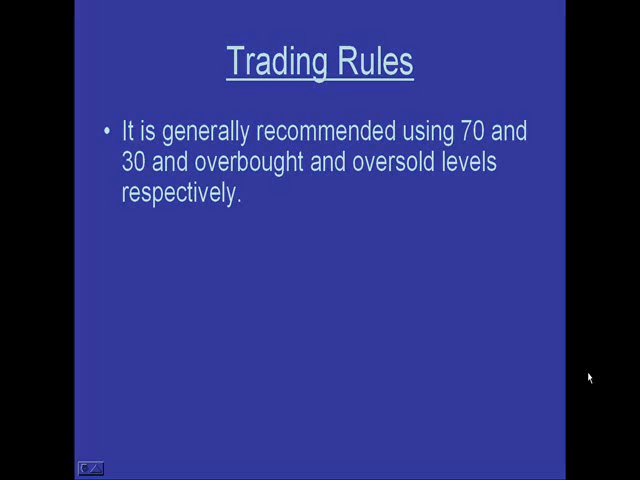 Trading Rules
• It is generally recommended using 70 and
30 and overbought and oversold levels
respectively.